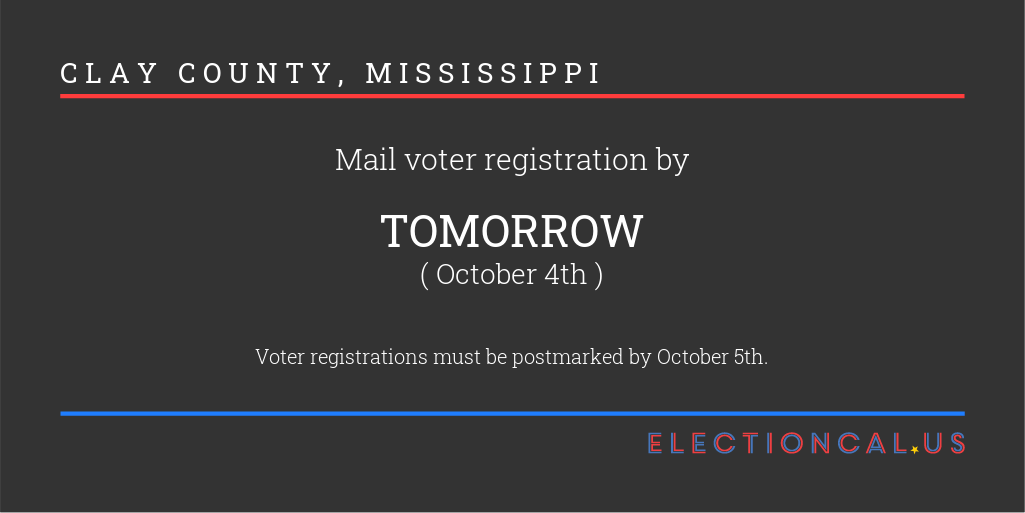 CLAY COUNTY, MISSISSIPPI
Mail voter registration by
TOMORROW
( October 4th )
Voter registrations must be postmarked by October 5th.
ELECTIONCAL.US